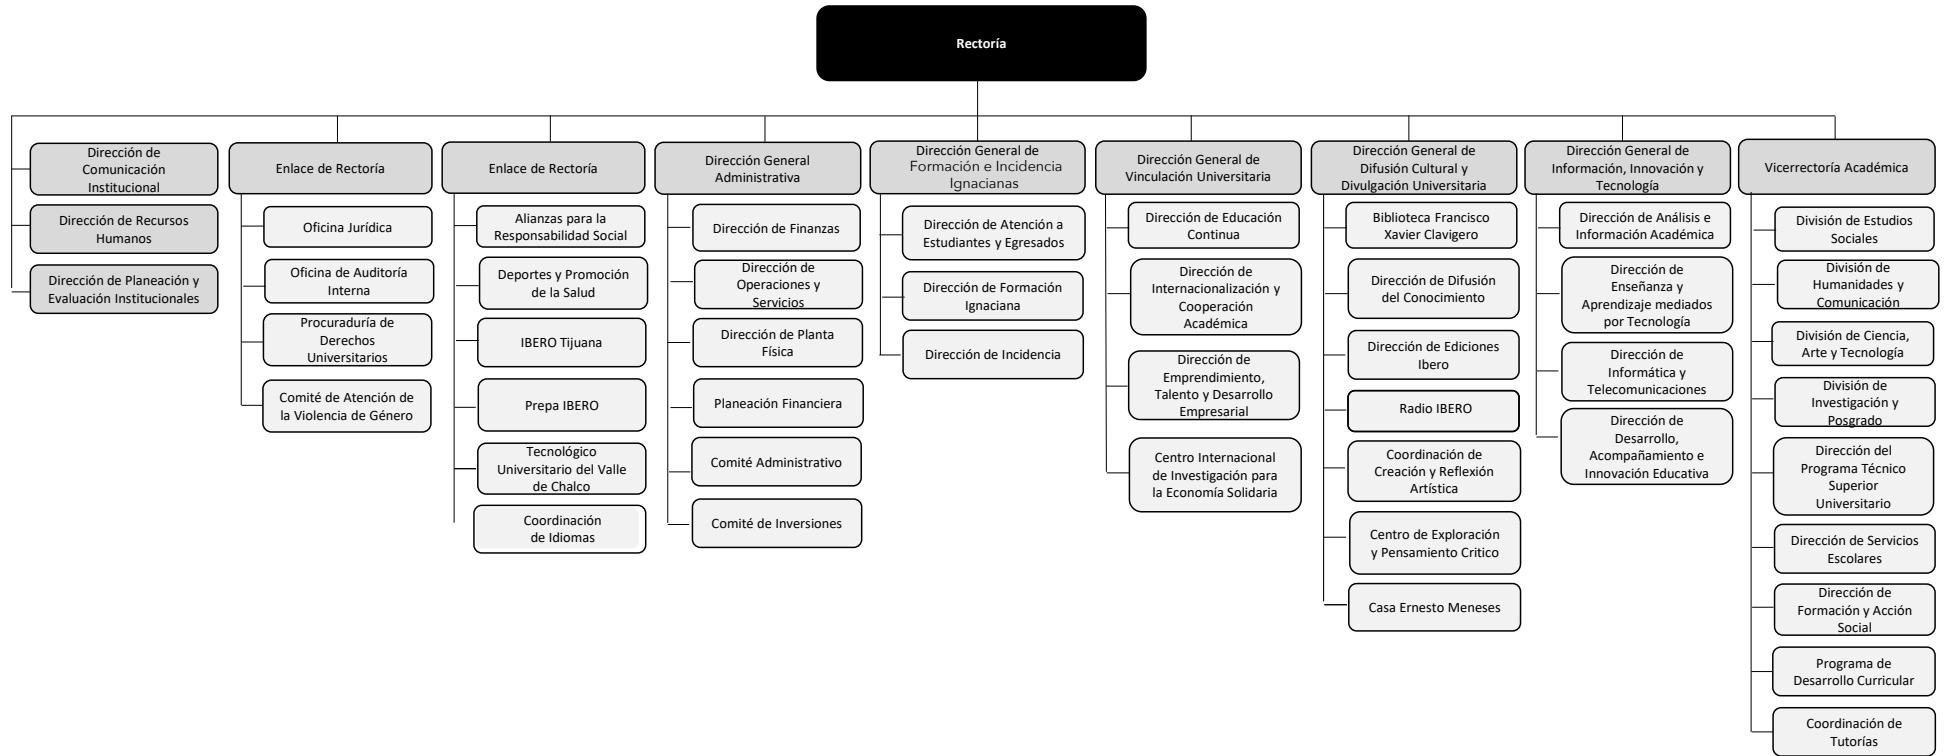 Rectoría
Dirección de
Comunicación
Institucional
Dirección de Recursos
Humanos
Dirección de Planeación y
Evaluación Institucionales
Enlace de Rectoría
Oficina Jurídica
Oficina de Auditoría
Interna
Procuraduría de
Derechos
Universitarios
Comité de Atención de
la Violencia de Género
Enlace de Rectoría
Alianzas para la
Responsabilidad Social
Deportes y Promoción
de la Salud
IBERO Tijuana
Prepa IBERO
Tecnológico
Universitario del Valle
de Chalco
Coordinación
de Idiomas
Dirección General
Administrativa
Dirección de Finanzas
Dirección de
Operaciones y
Servicios
Dirección de Planta
Física
Planeación Financiera
Comité Administrativo
Comité de Inversiones
Dirección General de
Formación e Incidencia
Ignacianas
Dirección de Atención a
Estudiantes y Egresados
Dirección de Formación
Ignaciana
Dirección de Incidencia
Dirección General de
Vinculación Universitaria
Dirección de Educación
Continua
Dirección de
Internacionalización y
Cooperación
Académica
Dirección de
Emprendimiento,
Talento y Desarrollo
Empresarial
Centro Internacional
de Investigación para
la Economía Solidaria
Dirección General de
Difusión Cultural y
Divulgación Universitaria
Biblioteca Francisco
Xavier Clavigero
Dirección de Difusión
del Conocimiento
Dirección de Ediciones
Ibero
Radio IBERO
Coordinación de
Creación y Reflexión
Artística
Centro de Exploración
y Pensamiento Critico
Casa Ernesto Meneses
Dirección General de
Información, Innovación y
Tecnología
Dirección de Análisis e
Información Académica
Dirección de
Enseñanza y
Aprendizaje mediados
por Tecnología
Dirección de
Informática y
Telecomunicaciones
Dirección de
Desarrollo,
Acompañamiento e
Innovación Educativa
Vicerrectoría Académica
División de Estudios
Sociales
División de
Humanidades y
Comunicación
División de Ciencia,
Arte y Tecnología
División de
Investigación y
Posgrado
Dirección del
Programa Técnico
Superior
Universitario
Dirección de Servicios
Escolares
Dirección de
Formación y Acción
Social
Programa de
Desarrollo Curricular
Coordinación de
Tutorías